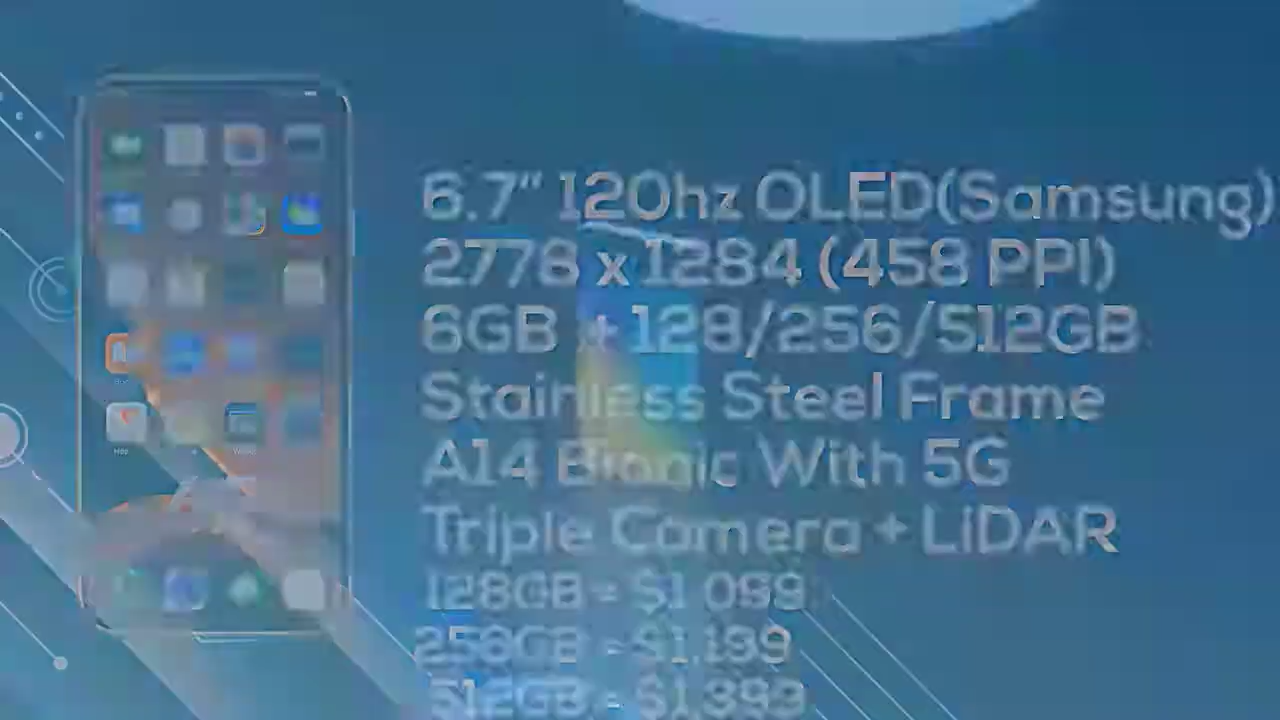 6.7" 120hz OLED(Samsung)
2778 x 1284 (458 PPI)
6GB + 128/256/512GB
Stainless Steel Frame
A14 Bionic With 5G
Triple Camera + LiDAR
128GB - $1,099
256GB - $1,199
512GB - $1,399